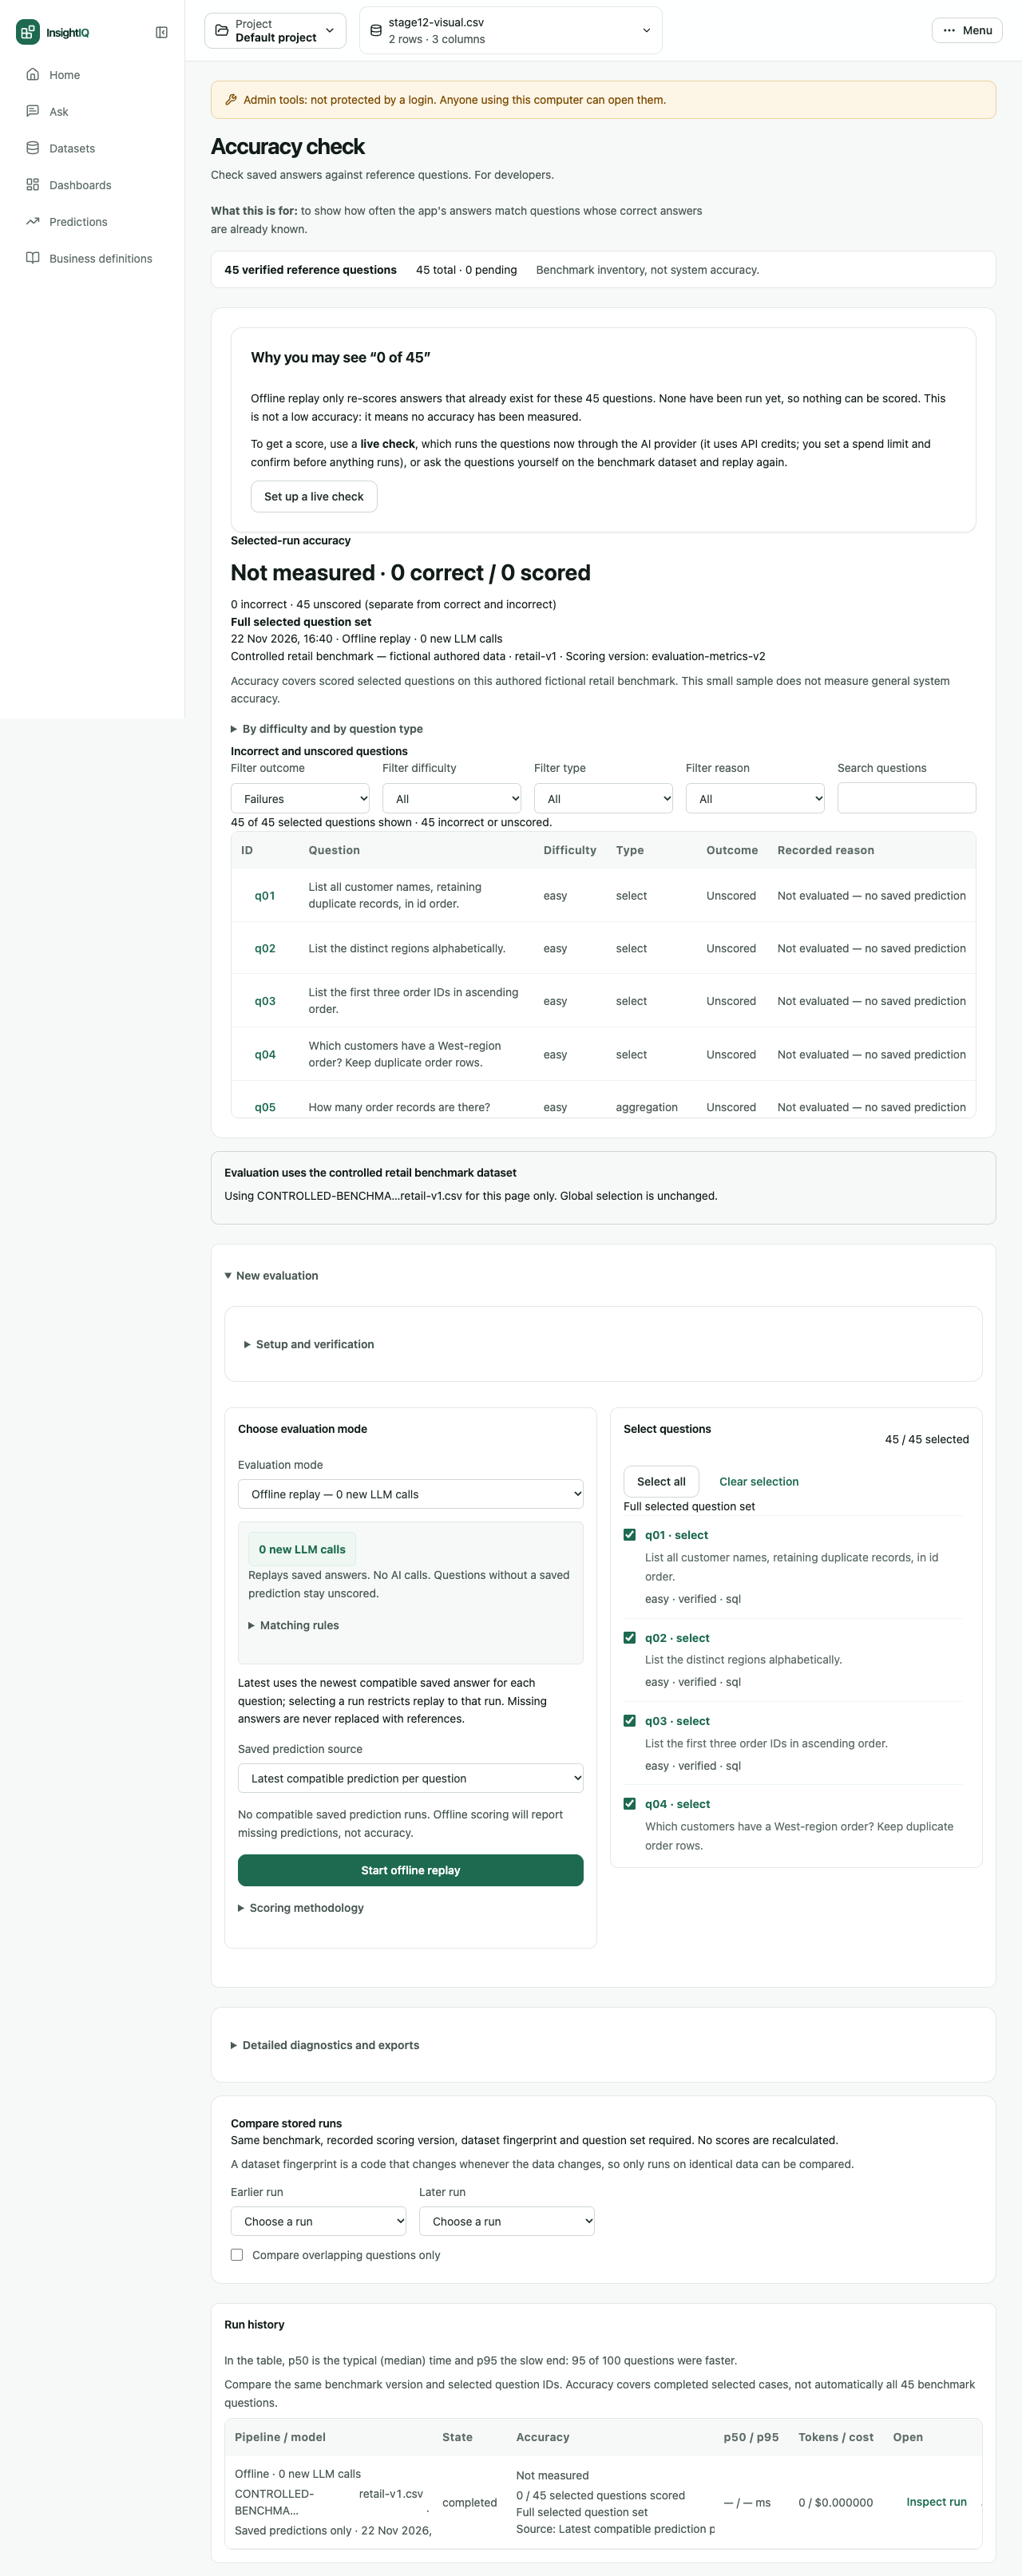 InsightIQ
Home
Ask
Datasets
Dashboards
Predictions
Business definitions
Project
Default project
stage12-visual.csv
2 rows · 3 columns
Menu
Admin tools: not protected by a login. Anyone using this computer can open them.
Accuracy check
Check saved answers against reference questions. For developers.
What this is for: to show how often the app's answers match questions whose correct answers
are already known.
45 verified reference questions 45 total · 0 pending Benchmark inventory, not system accuracy.
Why you may see “0 of 45”
Offline replay only re-scores answers that already exist for these 45 questions. None have been run yet, so nothing can be scored. This
is not a low accuracy: it means no accuracy has been measured.
To get a score, use a live check, which runs the questions now through the AI provider (it uses API credits; you set a spend limit and
confirm before anything runs), or ask the questions yourself on the benchmark dataset and replay again.
Set up a live check
Selected-run accuracy
Not measured · 0 correct / 0 scored
0 incorrect · 45 unscored (separate from correct and incorrect)
Full selected question set
22 Nov 2026, 16:40 · Offline replay · 0 new LLM calls
Controlled retail benchmark — fictional authored data · retail-v1 · Scoring version: evaluation-metrics-v2
Accuracy covers scored selected questions on this authored fictional retail benchmark. This small sample does not measure general system
accuracy.
By difficulty and by question type
Incorrect and unscored questions
Filter outcome Filter difficulty Filter type Filter reason Search questions
Failures All All All
45 of 45 selected questions shown · 45 incorrect or unscored.
ID Question Difficulty Type Outcome Recorded reason
q01 List all customer names, retaining duplicate records, in id order. easy select Unscored Not evaluated — no saved prediction
q02 List the distinct regions alphabetically. easy select Unscored Not evaluated — no saved prediction
q03 List the first three order IDs in ascending order. easy select Unscored Not evaluated — no saved prediction
q04 Which customers have a West-region order? Keep duplicate order rows. easy select Unscored Not evaluated — no saved prediction
q05 How many order records are there? easy aggregation Unscored Not evaluated — no saved prediction
Evaluation uses the controlled retail benchmark dataset
Using CONTROLLED-BENCHMA...retail-v1.csv for this page only. Global selection is unchanged.
New evaluation
Setup and verification
Choose evaluation mode
Evaluation mode
Offline replay — 0 new LLM calls
0 new LLM calls
Replays saved answers. No AI calls. Questions without a saved
prediction stay unscored.
Matching rules
Latest uses the newest compatible saved answer for each
question; selecting a run restricts replay to that run. Missing
answers are never replaced with references.
Saved prediction source
Latest compatible prediction per question
No compatible saved prediction runs. Offline scoring will report
missing predictions, not accuracy.
Start offline replay
Scoring methodology
Select questions
45 / 45 selected
Select all Clear selection
Full selected question set
q01 · select
List all customer names, retaining duplicate records, in id
order.
easy · verified · sql
q02 · select
List the distinct regions alphabetically.
easy · verified · sql
q03 · select
List the first three order IDs in ascending order.
easy · verified · sql
q04 · select
Which customers have a West-region order? Keep duplicate
order rows.
Detailed diagnostics and exports
Compare stored runs
Same benchmark, recorded scoring version, dataset fingerprint and question set required. No scores are recalculated.
A dataset fingerprint is a code that changes whenever the data changes, so only runs on identical data can be compared.
Earlier run Later run
Choose a run Choose a run
Compare overlapping questions only
Run history
In the table, p50 is the typical (median) time and p95 the slow end: 95 of 100 questions were faster.
Compare the same benchmark version and selected question IDs. Accuracy covers completed selected cases, not automatically all 45 benchmark
questions.
Pipeline / model State Accuracy p50 / p95 Tokens / cost Open
Offline · 0 new LLM calls
CONTROLLED-BENCHMA... retail-v1.csv ·
Saved predictions only · 22 Nov 2026,
completed
Not measured
0 / 45 selected questions scored
Full selected question set
Source: Latest compatible prediction p
— / — ms
0 / $0.000000
Inspect run